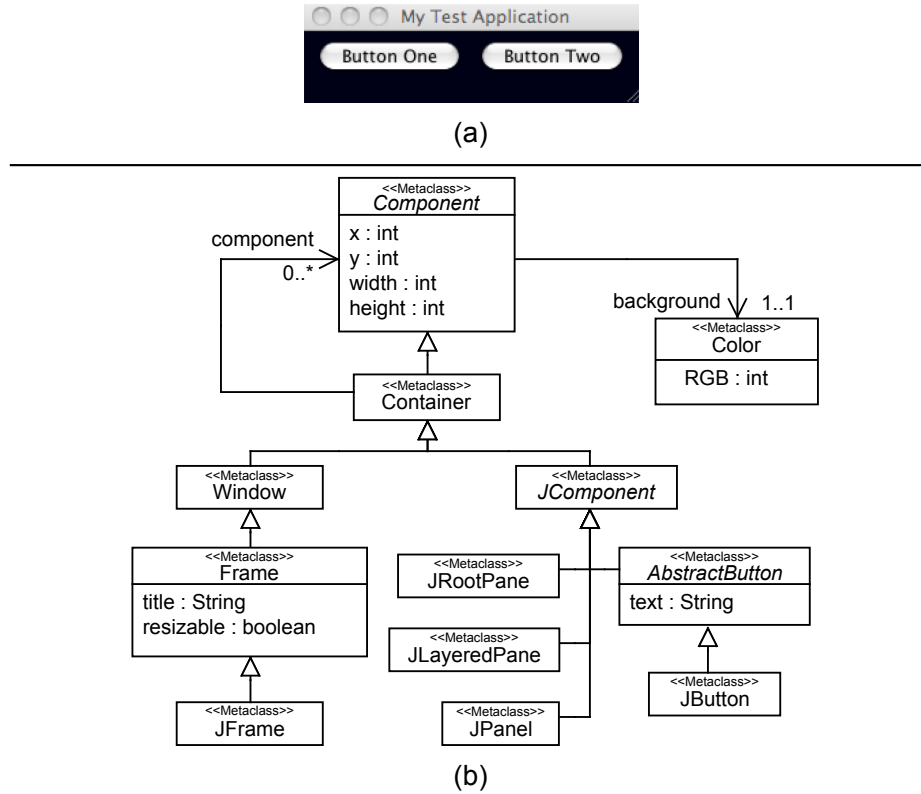 My Test Application
Button One
Button Two
(a)
<<Metaclass>>
Component
x : int
y : int
width : int
height : int
component
0..*
background
1..1
<<Metaclass>>
Color
RGB : int
<<Metaclass>>
Container
<<Metaclass>>
Window
<<Metaclass>>
JComponent
<<Metaclass>>
Frame
title : String
resizable : boolean
<<Metaclass>>
JRootPane
<<Metaclass>>
AbstractButton
text : String
<<Metaclass>>
JLayeredPane
<<Metaclass>>
JButton
<<Metaclass>>
JFrame
<<Metaclass>>
JPanel
(b)